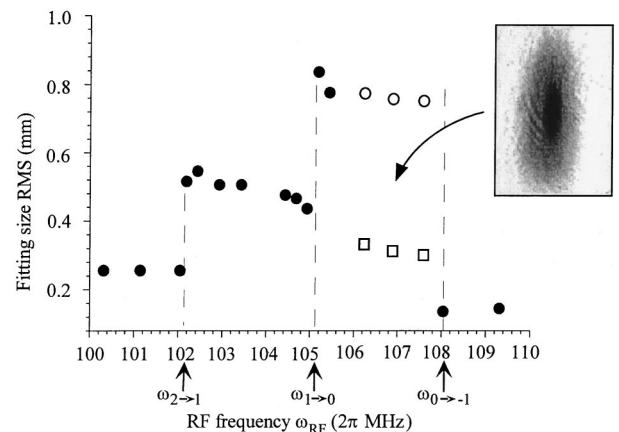 1.0
0.8
0.6
0.4
0.2
Fitting size RMS (mm)
100 101 102 103 104 105 106 107 108 109 110
ω2→1 ω1→0 ω0→-1
RF frequency ωRF (2π MHz)